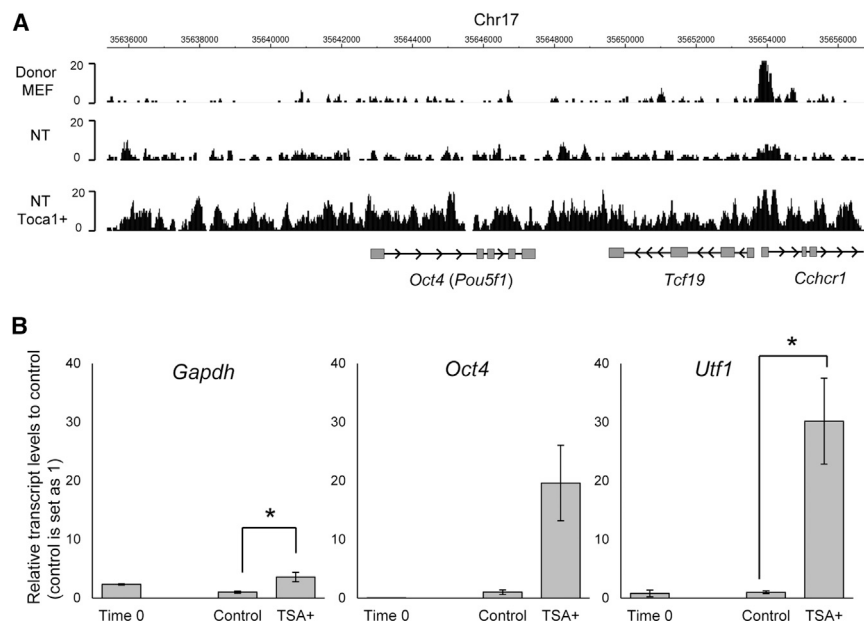 A
Chr17
35636000 35638000 35640000 35642000 35644000 35646000 35648000 35650000 35652000 35654000 35656000
Donor
MEF
20
0
NT
20
0
NT
Toca1+
20
0
Oct4 (Pou5f1)
Tcf19
Cchcr1
B
Relative transcript levels to control
(control is set as 1)
Gapdh
40
30
20
10
0
*
Time 0 Control TSA+
Oct4
40
30
20
10
0
Time 0 Control TSA+
Utf1
40
30
20
10
0
*
Time 0 Control TSA+